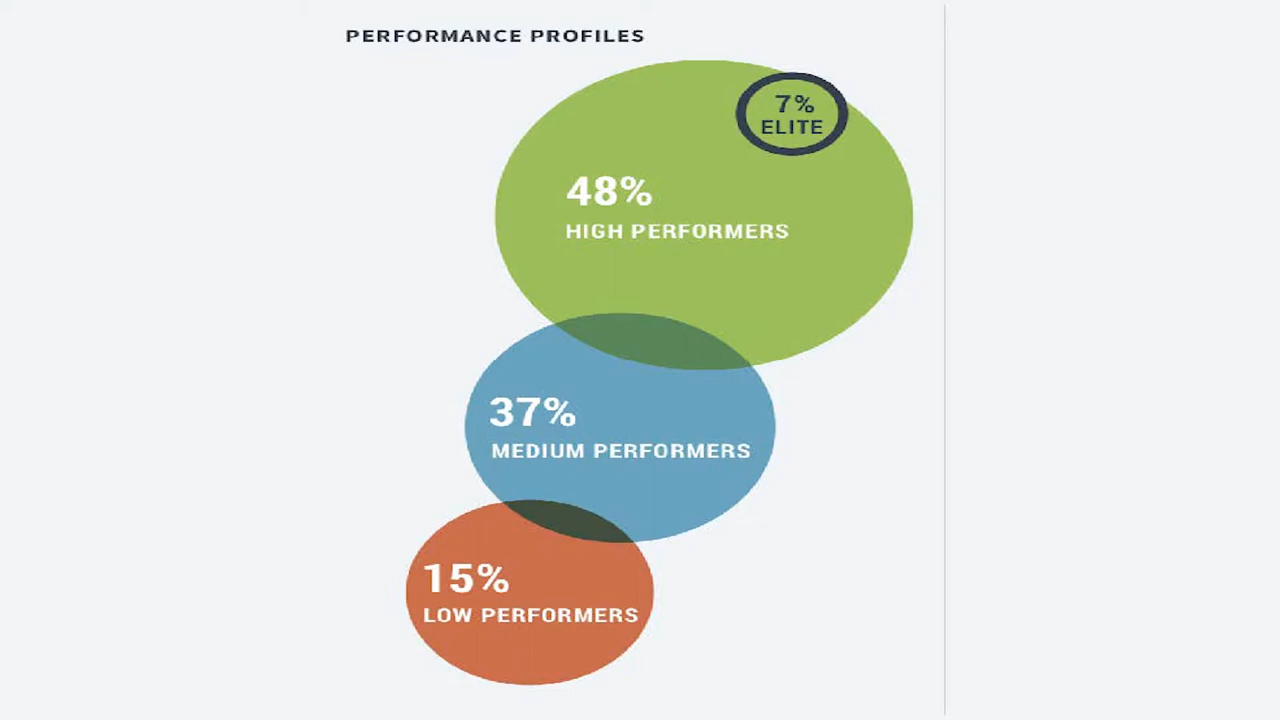 PERFORMANCE PROFILES
7%
ELITE
48%
HIGH PERFORMERS
37%
MEDIUM PERFORMERS
15%
LOW PERFORMERS